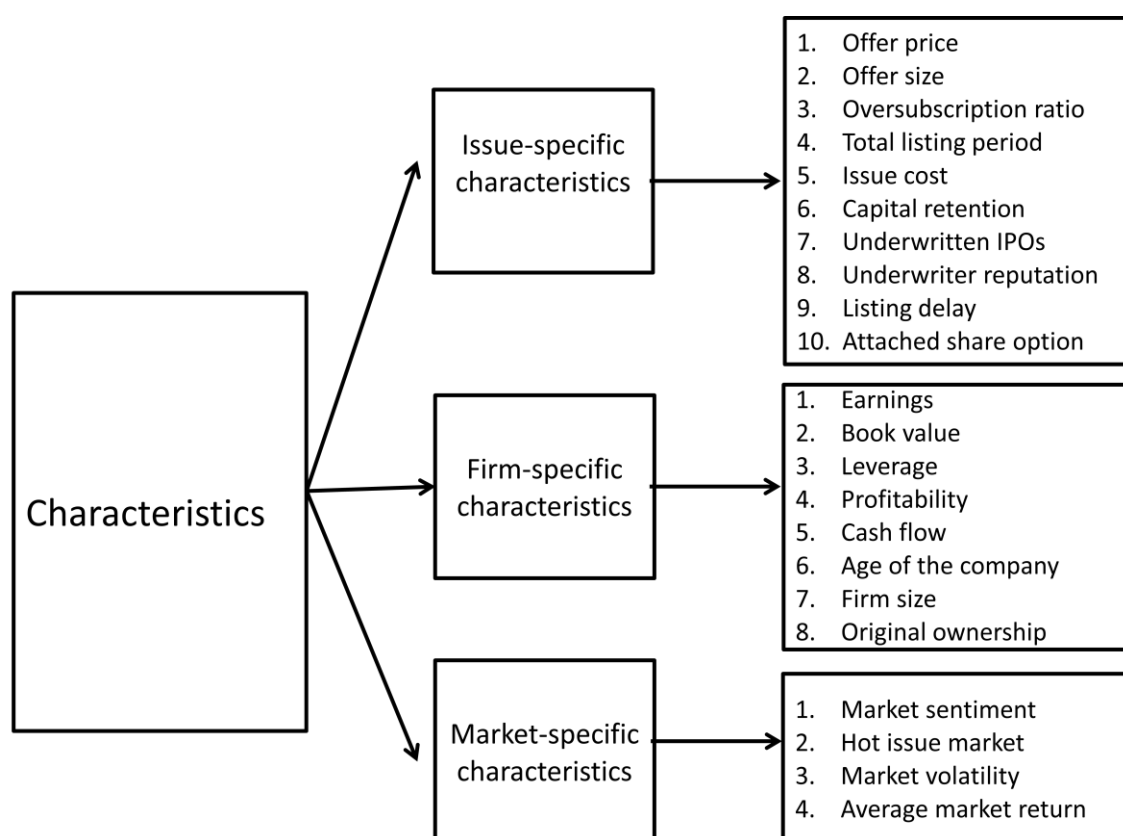 Characteristics
Issue-specific
characteristics
1. Offer price
2. Offer size
3. Oversubscription ratio
4. Total listing period
5. Issue cost
6. Capital retention
7. Underwritten IPOs
8. Underwriter reputation
9. Listing delay
10. Attached share option
Firm-specific
characteristics
1. Earnings
2. Book value
3. Leverage
4. Profitability
5. Cash flow
6. Age of the company
7. Firm size
8. Original ownership
Market-specific
characteristics
1. Market sentiment
2. Hot issue market
3. Market volatility
4. Average market return